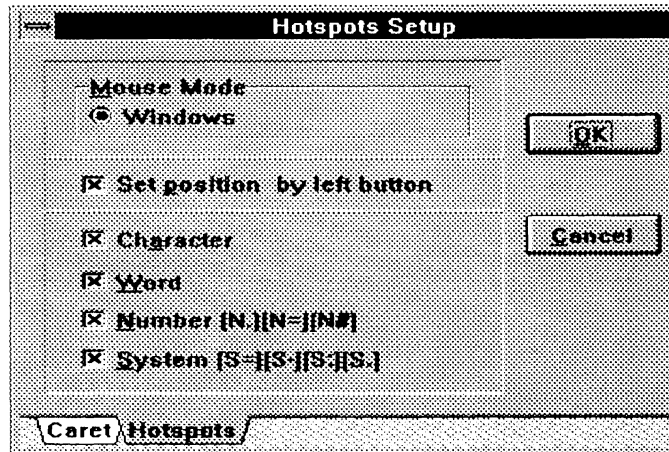 Hotspots Setup
Mouse Mode
Windows
OK
Set position by left button
Character
Cancel
Word
Number [N.][N=][N#]
System [S=][S-][S:][S.]
Caret Hotspots